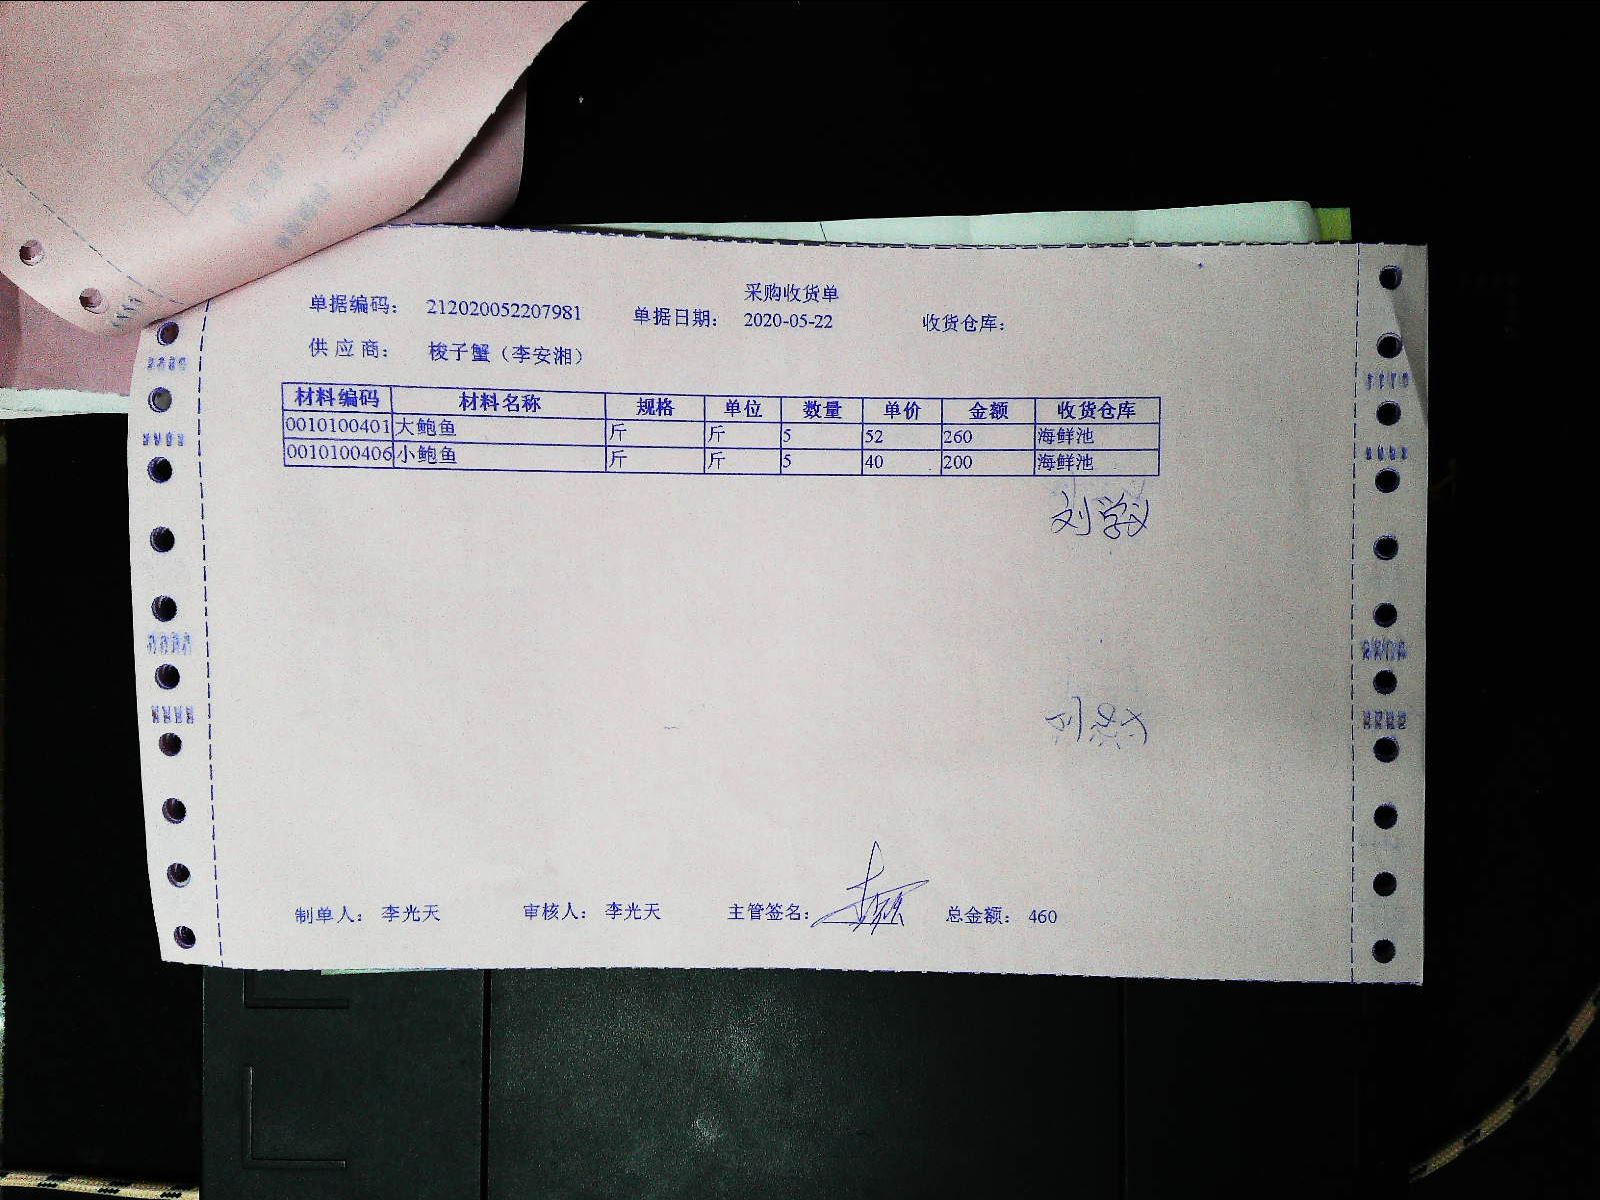 采购收货单
单据编码： 212020052207981 单据日期： 2020-05-22 收货仓库：
供应商： 梭子蟹（李安湘）
材料编码 材料名称 规格 单位 数量 单价 金额 收货仓库
0010100401 大鲍鱼 斤 斤 5 52 260 海鲜池
0010100406 小鲍鱼 斤 斤 5 40 200 海鲜池
刘学义
制单人： 李光天 审核人： 李光天 主管签名： 总金额： 460